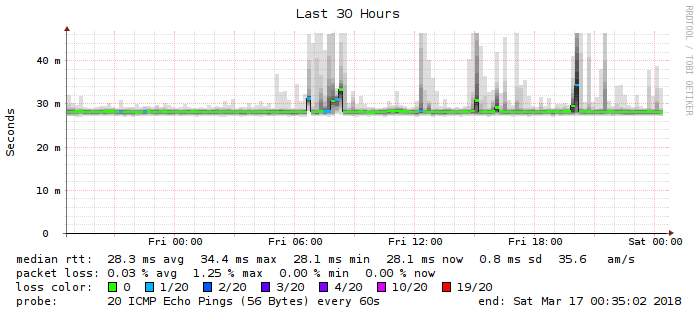 Last 30 Hours
RRDTOOL / TOBI OETIKER
Seconds
40 m
30 m
20 m
10 m
0
Fri 00:00 Fri 06:00 Fri 12:00 Fri 18:00 Sat 00:00
median rtt: 28.3 ms avg 34.4 ms max 28.1 ms min 28.1 ms now 0.8 ms sd 35.6 am/s
packet loss: 0.03 % avg 1.25 % max 0.00 % min 0.00 % now
loss color: 0 1/20 2/20 3/20 4/20 10/20 19/20
probe: 20 ICMP Echo Pings (56 Bytes) every 60s end: Sat Mar 17 00:35:02 2018